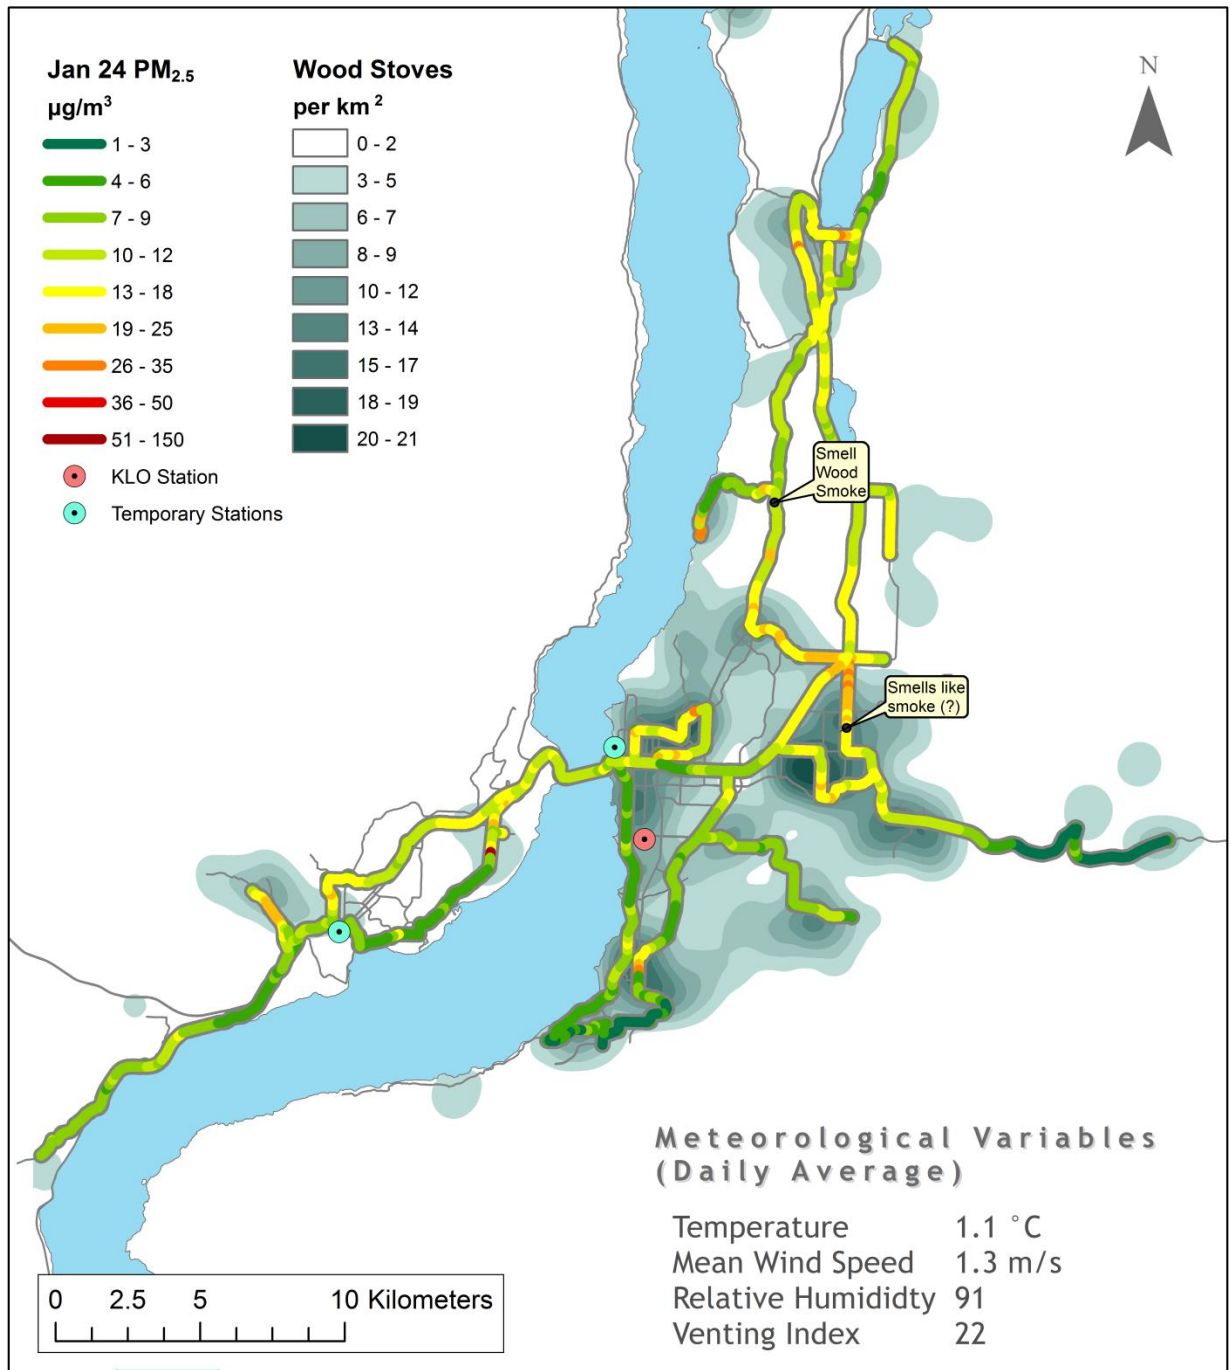 Jan 24 PM2.5
µg/m³
1 - 3
4 - 6
7 - 9
10 - 12
13 - 18
19 - 25
26 - 35
36 - 50
51 - 150
KLO Station
Temporary Stations
Wood Stoves
per km ²
0 - 2
3 - 5
6 - 7
8 - 9
10 - 12
13 - 14
15 - 17
18 - 19
20 - 21
N
Smell
Wood
Smoke
Smells like
smoke (?)
Meteorological Variables
(Daily Average)
Temperature 1.1 °C
Mean Wind Speed 1.3 m/s
Relative Humididty 91
Venting Index 22
0 2.5 5 10 Kilometers